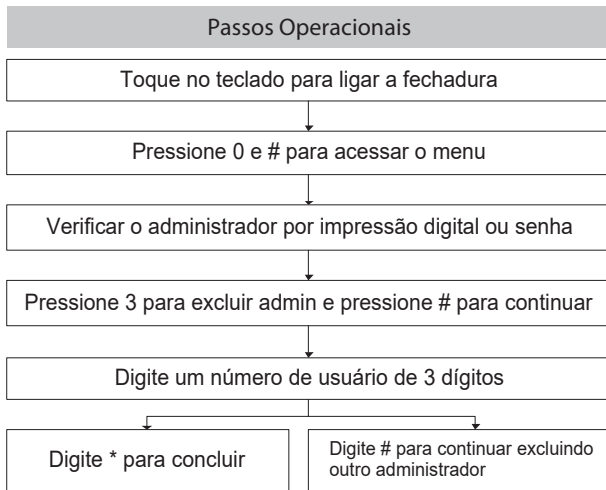 Passos Operacionais
Toque no teclado para ligar a fechadura
Pressione 0 e # para acessar o menu
Verificar o administrador por impressão digital ou senha
Pressione 3 para excluir admin e pressione # para continuar
Digite um número de usuário de 3 dígitos
Digite * para concluir
Digite # para continuar excluindo
outro administrador